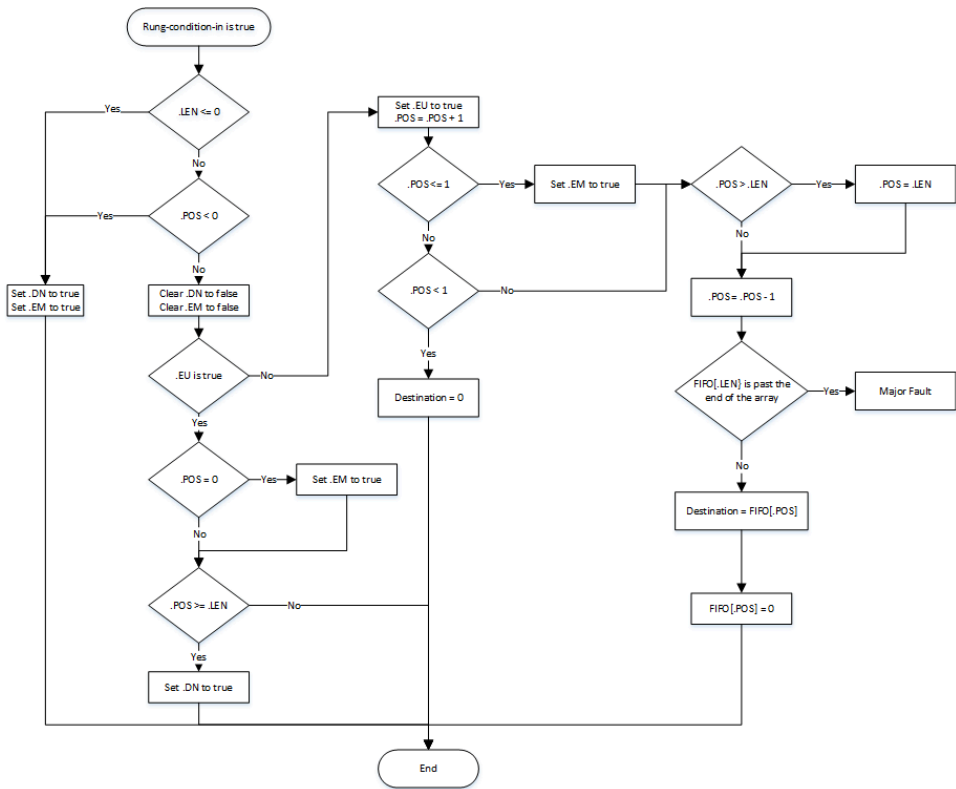 Rung-condition-in is true
.LEN <= 0
Yes
No
.POS < 0
Yes
No
Set .DN to true
Set .EM to true
Clear .DN to false
Clear .EM to false
.EU is true
No
Yes
.POS = 0
Yes
Set .EM to true
No
.POS >= .LEN
No
Yes
Set .DN to true
Set .EU to true
.POS = .POS + 1
.POS<= 1
Yes
Set .EM to true
No
.POS < 1
No
Yes
Destination = 0
.POS > .LEN
Yes
.POS = .LEN
No
.POS= .POS - 1
FIFO[.LEN} is past the
end of the array
Yes
Major Fault
No
Destination = FIFO[.POS]
FIFO[.POS] = 0
End